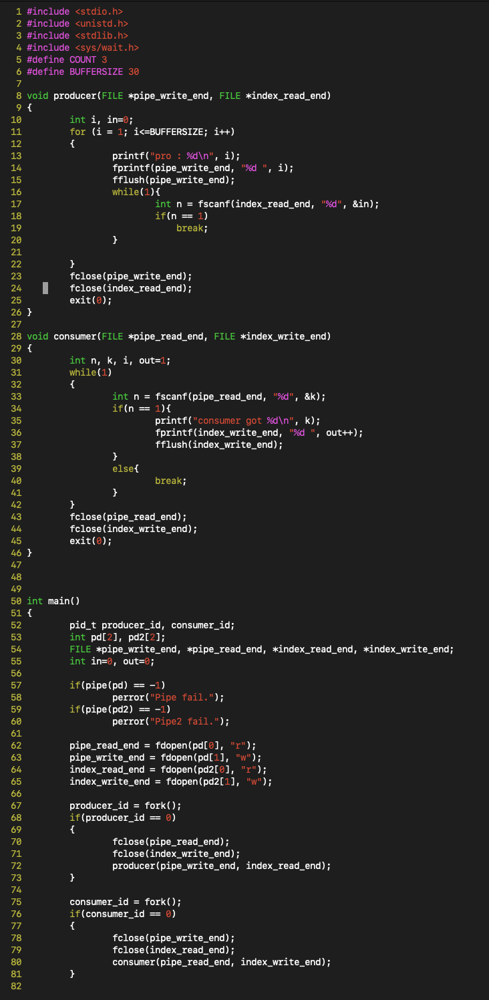 1 #include <stdio.h>
2 #include <unistd.h>
3 #include <stdlib.h>
4 #include <sys/wait.h>
5 #define COUNT 3
6 #define BUFFERSIZE 30
7
8 void producer(FILE *pipe_write_end, FILE *index_read_end)
9 {
10         int i, in=0;
11         for (i = 1; i<=BUFFERSIZE; i++)
12         {
13                 printf("pro : %d\n", i);
14                 fprintf(pipe_write_end, "%d ", i);
15                 fflush(pipe_write_end);
16                 while(1){
17                         int n = fscanf(index_read_end, "%d", &in);
18                         if(n == 1)
19                             break;
20                 }
21
22         }
23         fclose(pipe_write_end);
24         fclose(index_read_end);
25         exit(0);
26 }
27
28 void consumer(FILE *pipe_read_end, FILE *index_write_end)
29 {
30         int n, k, i, out=1;
31         while(1)
32         {
33                 int n = fscanf(pipe_read_end, "%d", &k);
34                 if(n == 1){
35                         printf("consumer got %d\n", k);
36                         fprintf(index_write_end, "%d ", out++);
37                         fflush(index_write_end);
38                 }
39                 else{
40                         break;
41                 }
42         }
43         fclose(pipe_read_end);
44         fclose(index_write_end);
45         exit(0);
46 }
47
48
49
50 int main()
51 {
52         pid_t producer_id, consumer_id;
53         int pd[2], pd2[2];
54         FILE *pipe_write_end, *pipe_read_end, *index_read_end, *index_write_end;
55         int in=0, out=0;
56
57         if(pipe(pd) == -1)
58                 perror("Pipe fail.");
59         if(pipe(pd2) == -1)
60                 perror("Pipe2 fail.");
61
62         pipe_read_end = fdopen(pd[0], "r");
63         pipe_write_end = fdopen(pd[1], "w");
64         index_read_end = fdopen(pd2[0], "r");
65         index_write_end = fdopen(pd2[1], "w");
66
67         producer_id = fork();
68         if(producer_id == 0)
69         {
70                 fclose(pipe_read_end);
71                 fclose(index_write_end);
72                 producer(pipe_write_end, index_read_end);
73         }
74
75         consumer_id = fork();
76         if(consumer_id == 0)
77         {
78                 fclose(pipe_write_end);
79                 fclose(index_read_end);
80                 consumer(pipe_read_end, index_write_end);
81         }
82